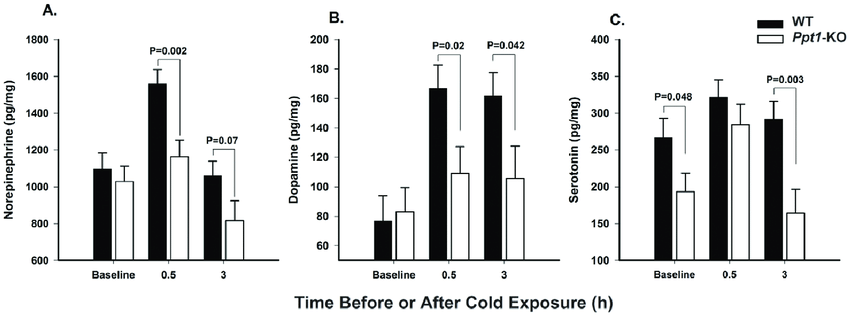 A.
B.
C.
WT
Ppt1-KO
Norepinephrine (pg/mg)
1800
1600
1400
1200
1000
800
600
P=0.002
P=0.07
Baseline 0.5 3
Dopamine (pg/mg)
200
180
160
140
120
100
80
60
P=0.02
P=0.042
Baseline 0.5 3
Serotonin (pg/mg)
400
350
300
250
200
150
100
P=0.048
P=0.003
Baseline 0.5 3
Time Before or After Cold Exposure (h)